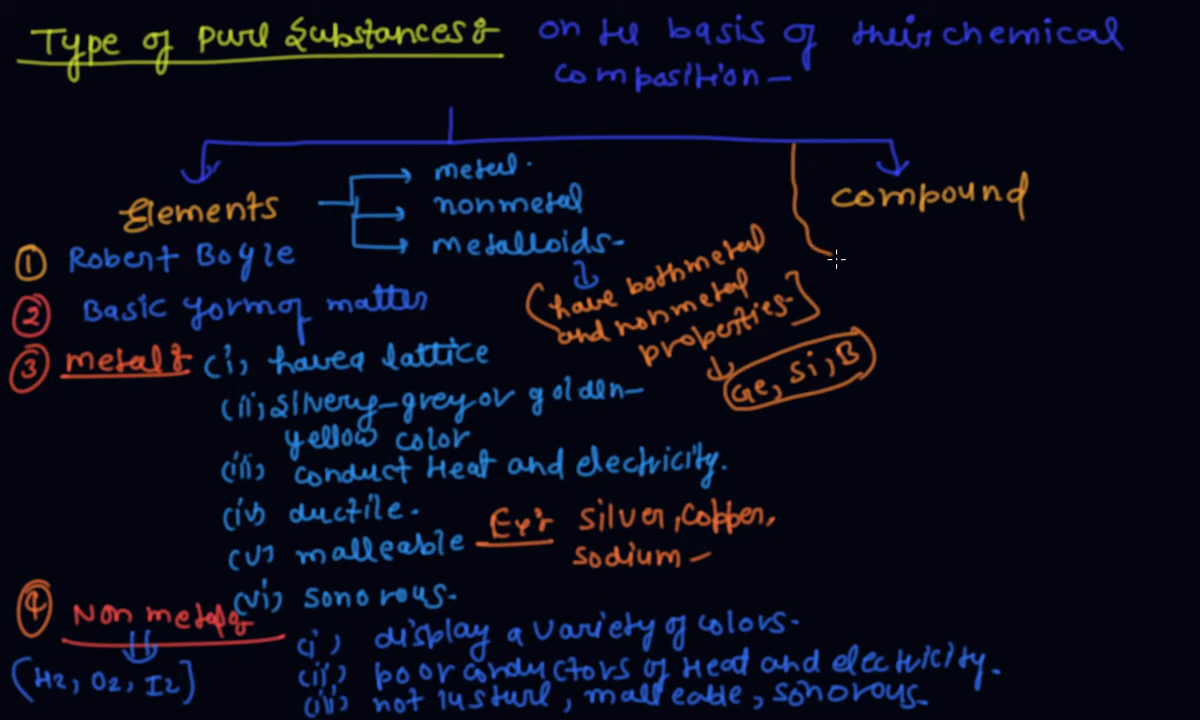 Type of Pure Substances: on the basis of their chemical
composition -
Elements
metal.
nonmetal
metalloids -
compound
(have both metal
and nonmetal
properties-)
Ge, Si, B
① Robert Boyle
② Basic form of matter
③ metals (i) have a lattice
(ii) silvery-grey or golden-
yellow color
(iii) conduct Heat and electricity.
(iv) ductile.
(v) malleable
Ex: Silver, Copper,
sodium -
(vi) sonorous.
④ Non metals
(H2, O2, I2)
(i) display a variety of colors.
(ii) poor conductors of Heat and electricity.
(iii) not lusture, malleable, sonorous.